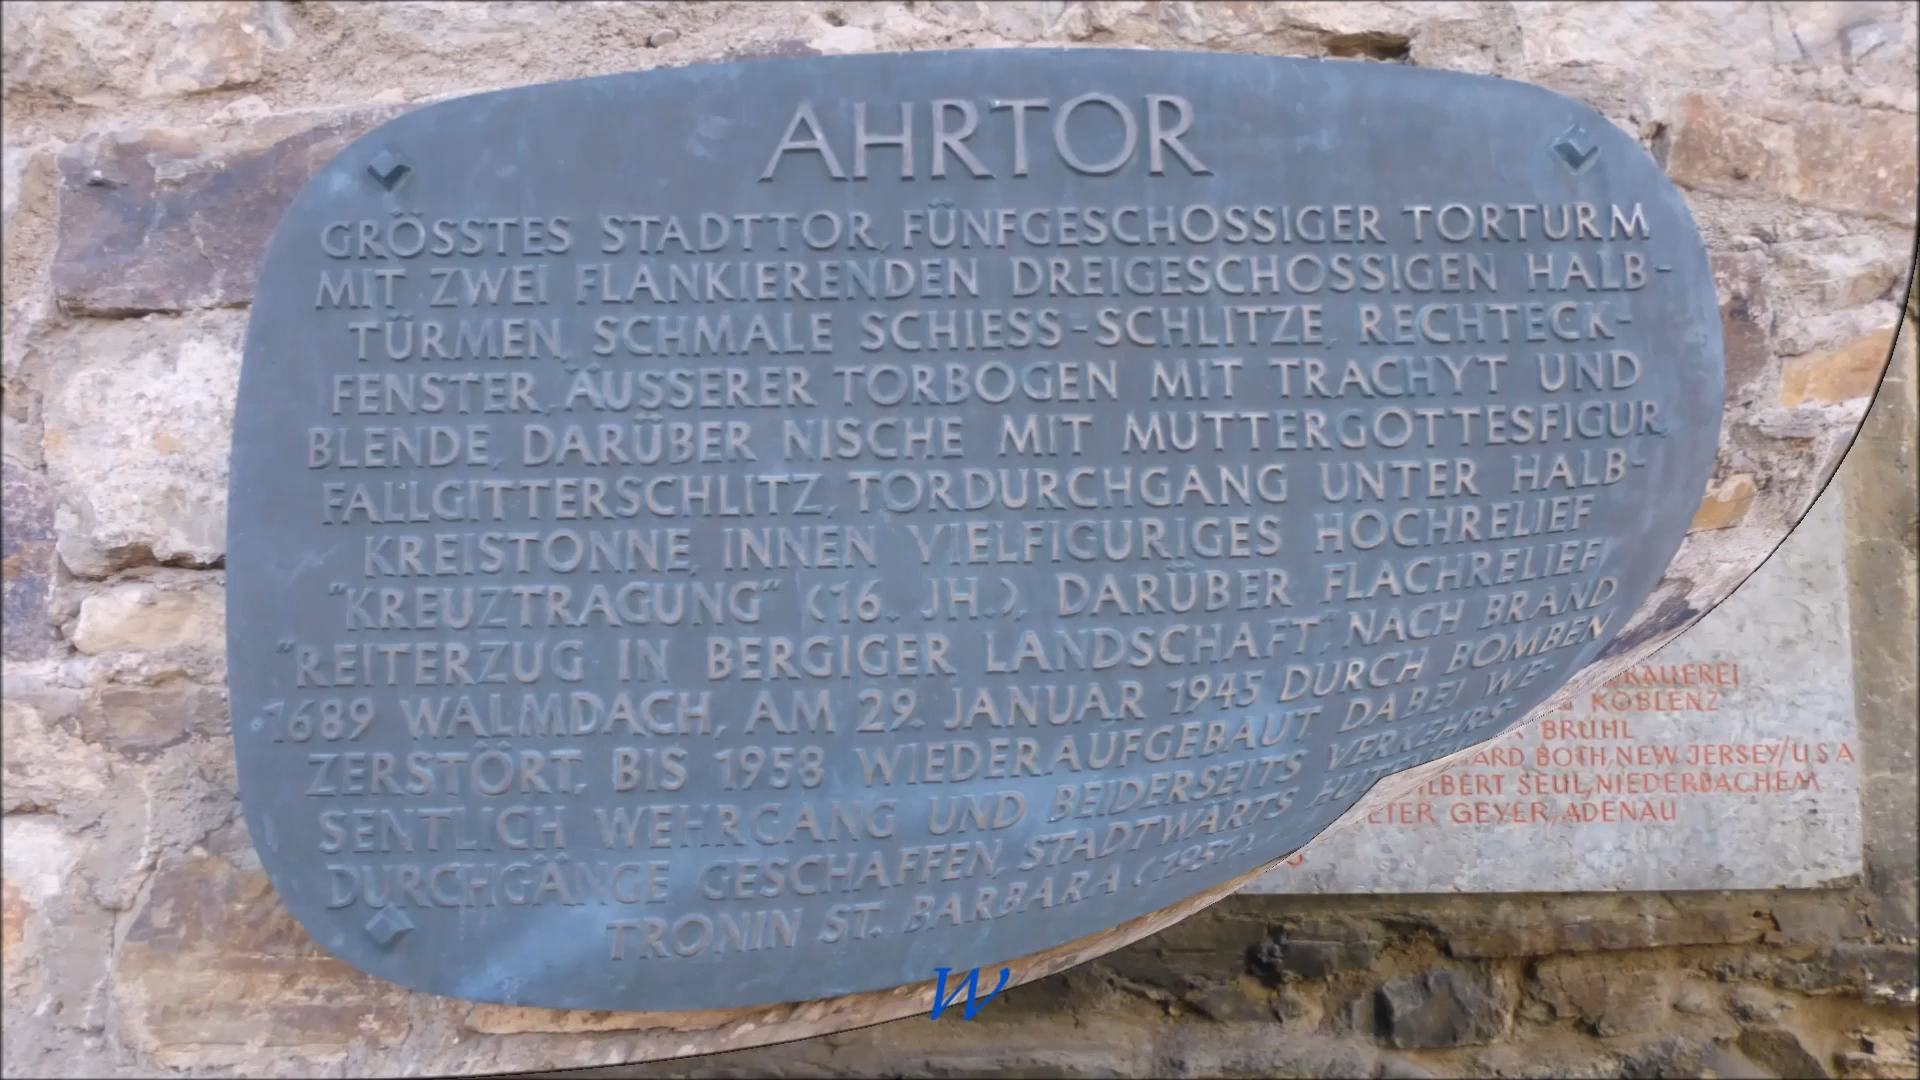 AHRTOR
GRÖSSTES STADTTOR, FÜNFGESCHOSSIGER TORTURM
MIT ZWEI FLANKIERENDEN DREIGESCHOSSIGEN HALB-
TÜRMEN, SCHMALE SCHIESS-SCHLITZE, RECHTECK-
FENSTER, ÄUSSERER TORBOGEN MIT TRACHYT UND
BLENDE, DARÜBER NISCHE MIT MUTTERGOTTESFIGUR,
FALLGITTERSCHLITZ, TORDURCHGANG UNTER HALB-
KREISTONNE, INNEN VIELFIGURIGES HOCHRELIEF
"KREUZTRAGUNG" (16. JH.), DARÜBER FLACHRELIEF
"REITERZUG IN BERGIGER LANDSCHAFT", NACH BRAND
1689 WALMDACH, AM 29. JANUAR 1945 DURCH BOMBEN
ZERSTÖRT, BIS 1958 WIEDERAUFGEBAUT DABEI WE-
SENTLICH WEHRGANG UND BEIDERSEITS VERKEHRS-
DURCHGÄNGE GESCHAFFEN, STADTWÄRTS
TRONIN ST. BARBARA (1957).
W
KOBLENZ
BRÜHL
BOTH, NEW JERSEY/USA
SEUL, NIEDERBACHEM
GEYER, ADENAU